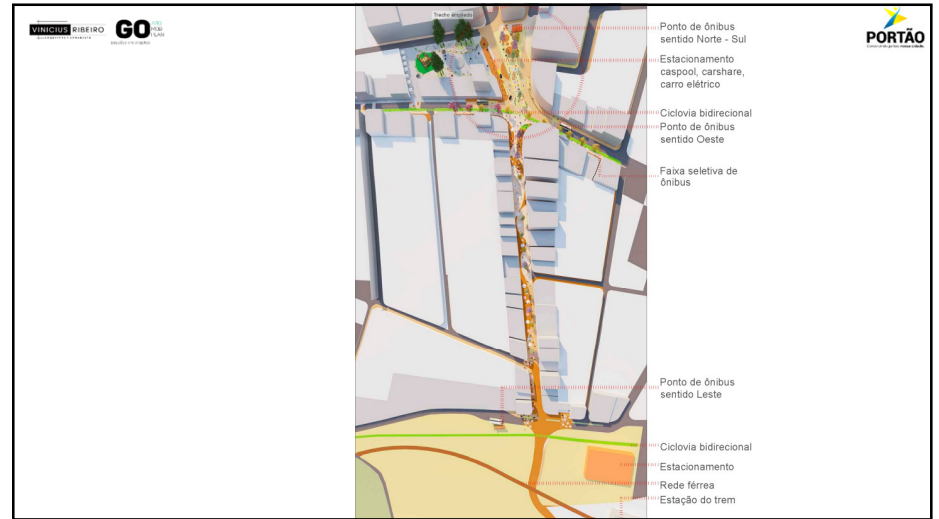 VINICIUS RIBEIRO
GO
MOB
PLAN
Trecho ampliado
PORTÃO
Ponto de ônibus
sentido Norte - Sul
Estacionamento
caspool, carshare,
carro elétrico
Ciclovia bidirecional
Ponto de ônibus
sentido Oeste
Faixa seletiva de
ônibus
Ponto de ônibus
sentido Leste
Ciclovia bidirecional
Estacionamento
Rede férrea
Estação do trem